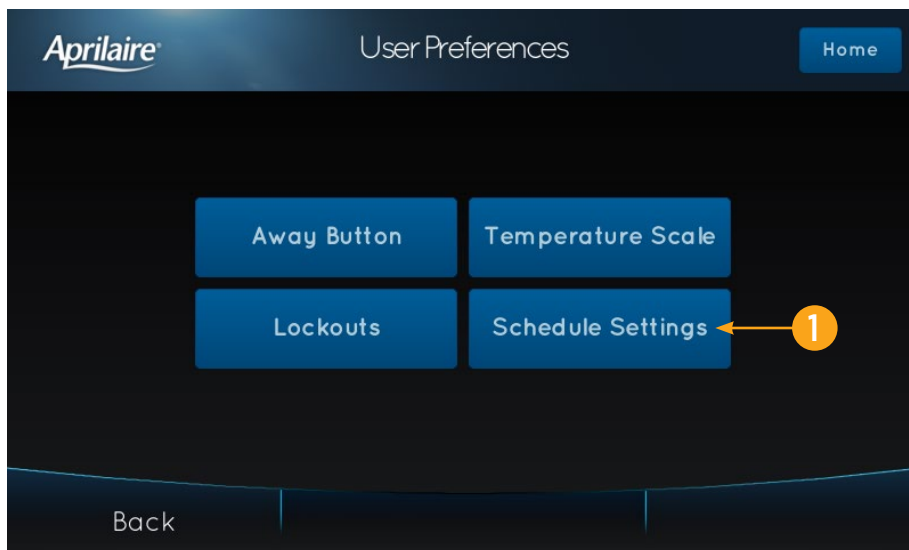 Aprilaire®
User Preferences
Home
Away Button
Temperature Scale
Lockouts
Schedule Settings
1
Back